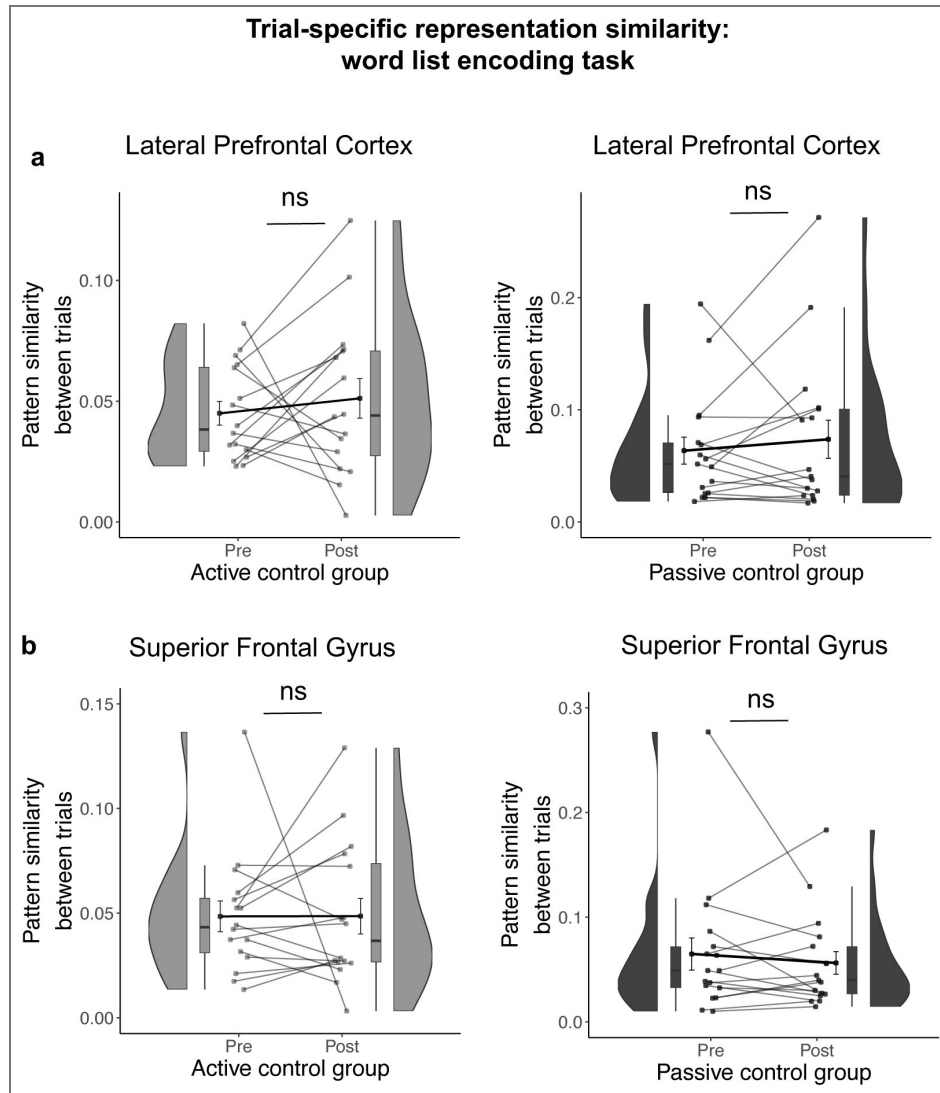 Trial-specific representation similarity:
word list encoding task
a
Lateral Prefrontal Cortex
ns
Pattern similarity
between trials
0.10
0.05
0.00
Pre
Post
Active control group
Lateral Prefrontal Cortex
ns
Pattern similarity
between trials
0.2
0.1
0.0
Pre
Post
Passive control group
b
Superior Frontal Gyrus
ns
Pattern similarity
between trials
0.15
0.10
0.05
0.00
Pre
Post
Active control group
Superior Frontal Gyrus
ns
Pattern similarity
between trials
0.3
0.2
0.1
0.0
Pre
Post
Passive control group